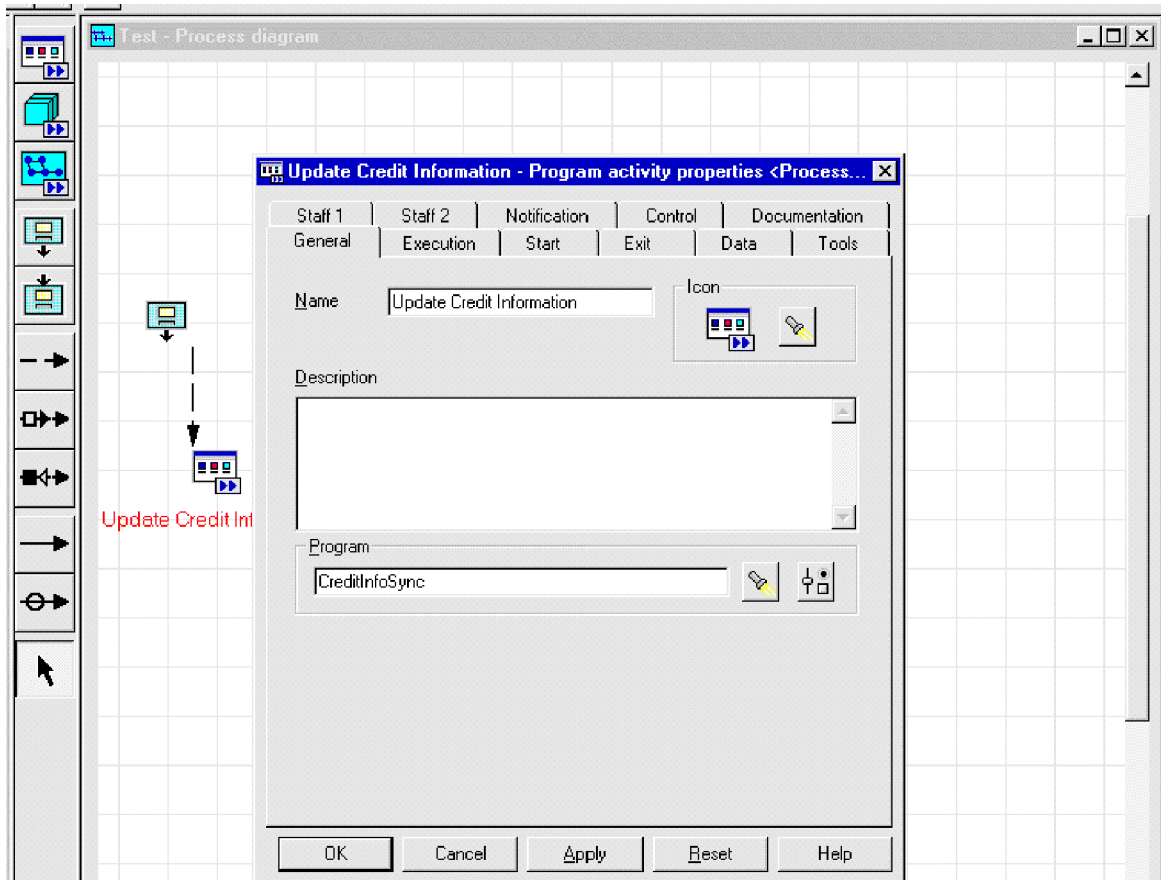 Test - Process diagram
Update Credit Information - Program activity properties <Process...
Staff 1 Staff 2 Notification Control Documentation
General Execution Start Exit Data Tools
Name Update Credit Information
Icon
Description
Update Credit Inf
Program
CreditInfoSync
OK Cancel Apply Reset Help